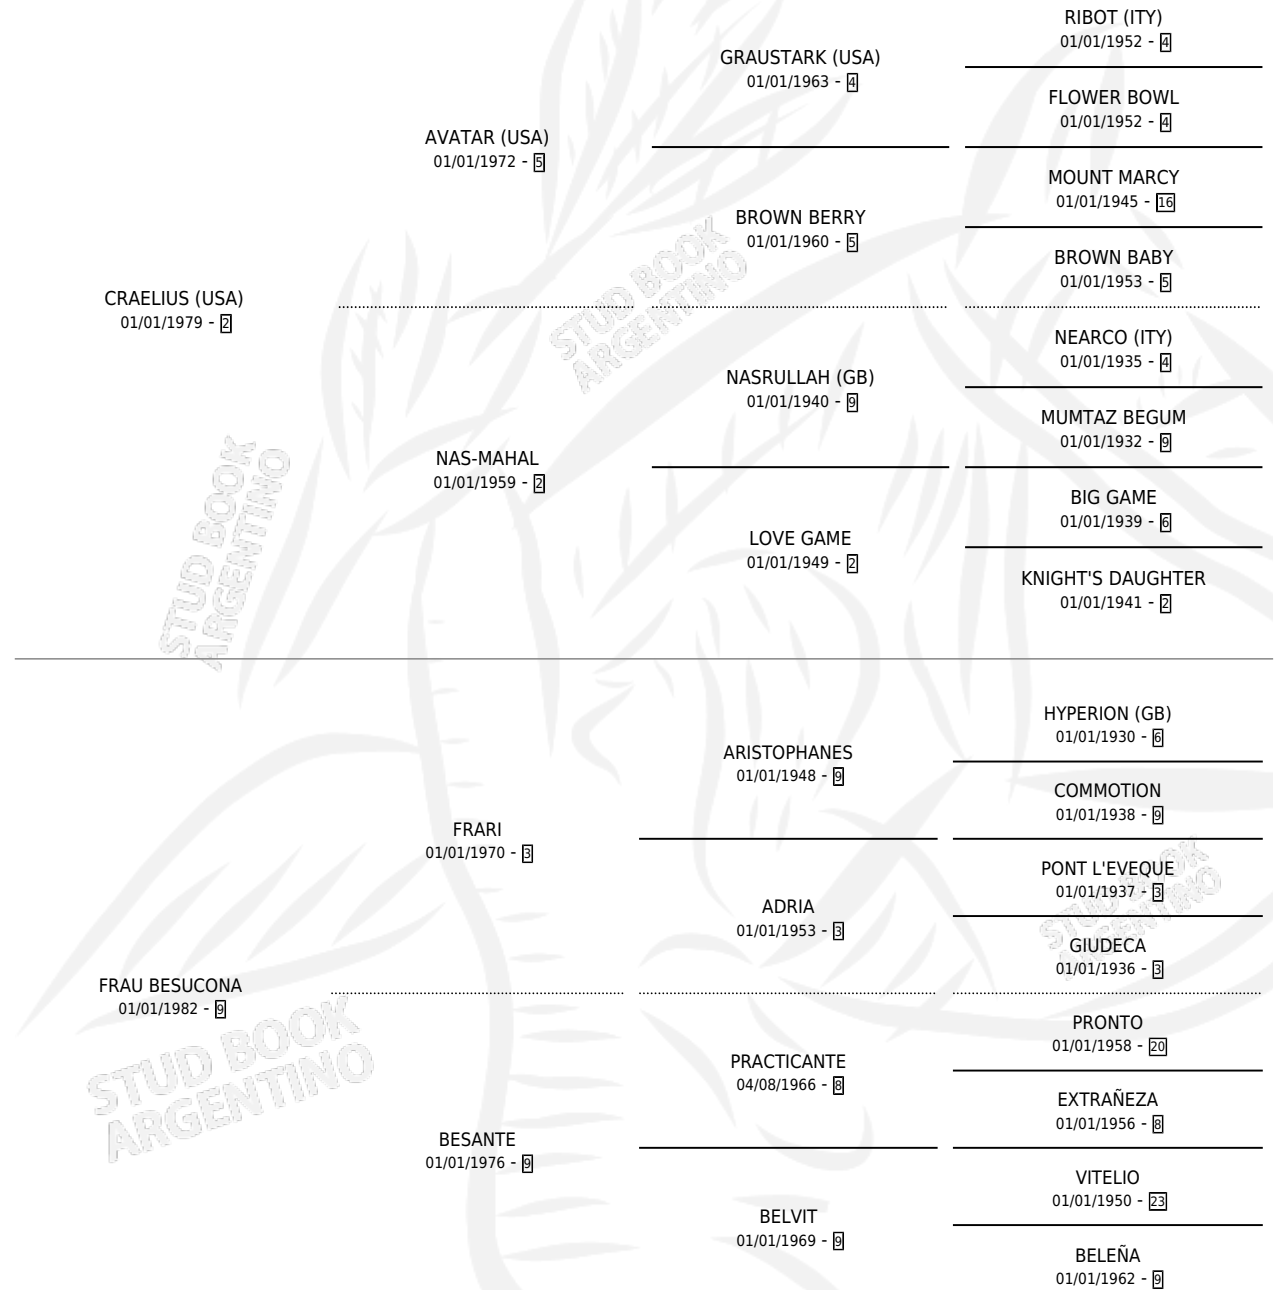 RIBOT (ITY)
01/01/1952 - 4
GRAUSTARK (USA)
01/01/1963 - 4
FLOWER BOWL
01/01/1952 - 4
AVATAR (USA)
01/01/1972 - 5
MOUNT MARCY
01/01/1945 - 16
BROWN BERRY
01/01/1960 - 5
BROWN BABY
01/01/1953 - 5
CRAELIUS (USA)
01/01/1979 - 2
NEARCO (ITY)
01/01/1935 - 4
NASRULLAH (GB)
01/01/1940 - 9
MUMTAZ BEGUM
01/01/1932 - 9
NAS-MAHAL
01/01/1959 - 2
BIG GAME
01/01/1939 - 6
LOVE GAME
01/01/1949 - 2
KNIGHT'S DAUGHTER
01/01/1941 - 2
HYPERION (GB)
01/01/1930 - 6
ARISTOPHANES
01/01/1948 - 9
COMMOTION
01/01/1938 - 9
FRARI
01/01/1970 - 3
PONT L'EVEQUE
01/01/1937 - 3
ADRIA
01/01/1953 - 3
GIUDECA
01/01/1936 - 3
FRAU BESUCONA
01/01/1982 - 9
PRONTO
01/01/1958 - 20
PRACTICANTE
04/08/1966 - 8
EXTRAÑEZA
01/01/1956 - 8
BESANTE
01/01/1976 - 9
VITELIO
01/01/1950 - 23
BELVIT
01/01/1969 - 9
BELEÑA
01/01/1962 - 9
STUD BOOK
ARGENTINO
STUD BOOK
ARGENTINO
STUD BOOK
ARGENTINO
STUD BOOK
ARGENTINO